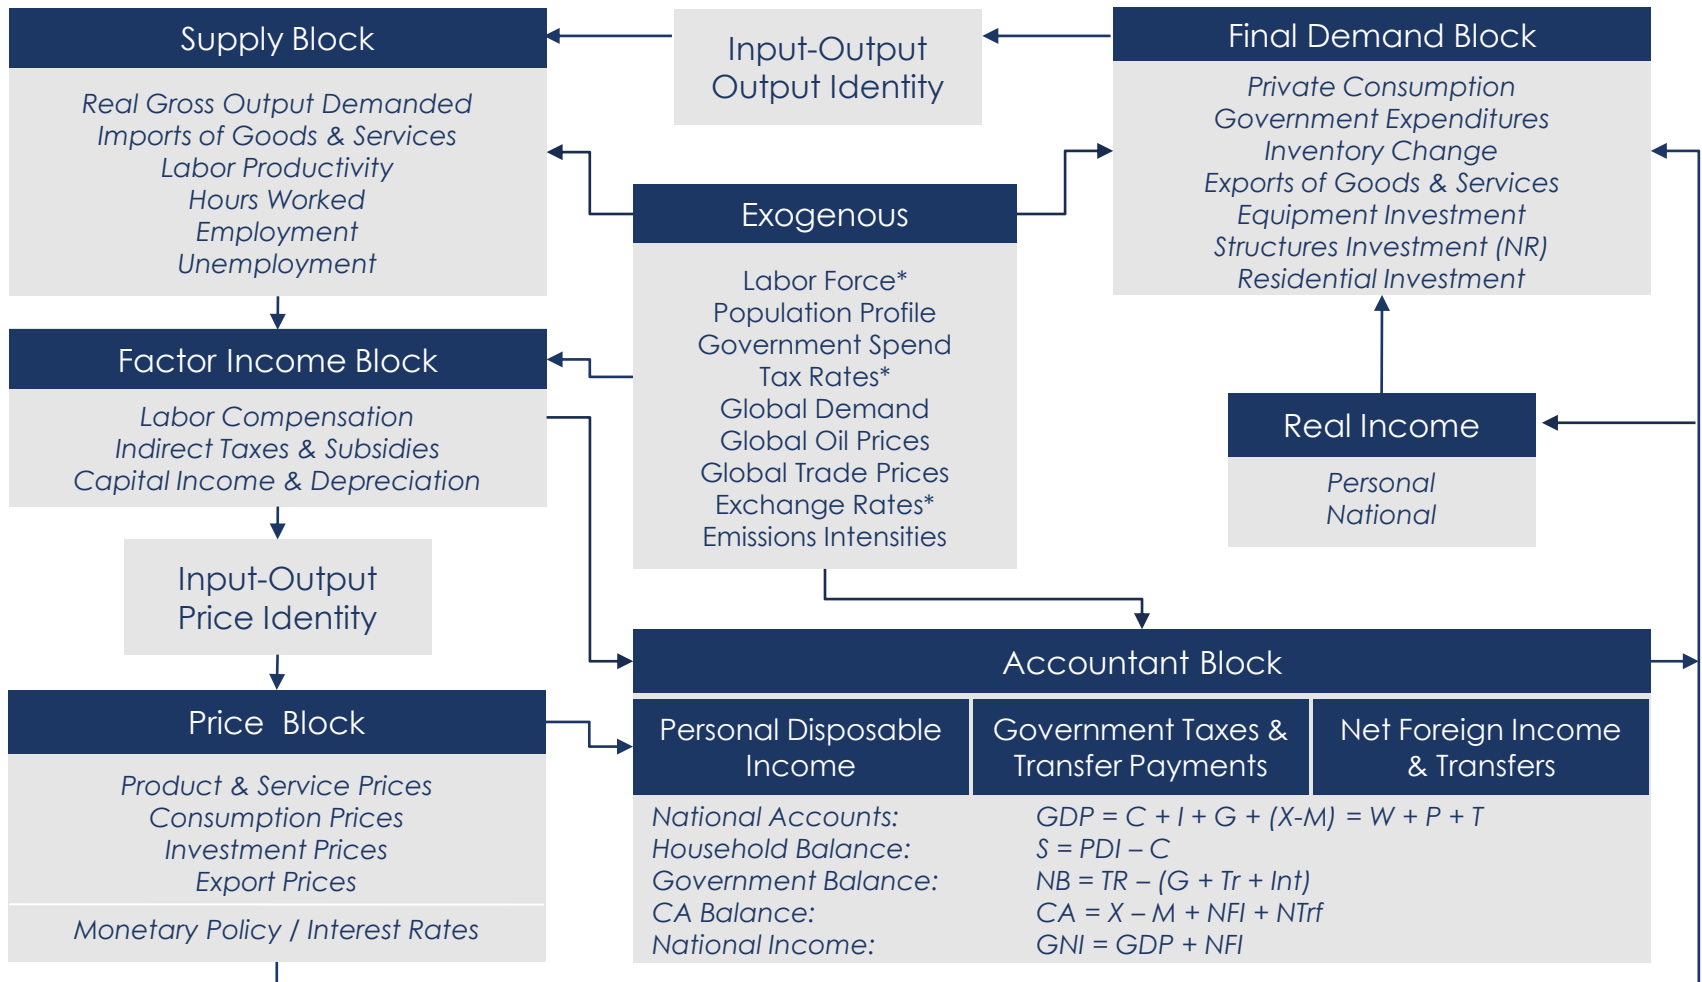 Supply Block
Real Gross Output Demanded
Imports of Goods & Services
Labor Productivity
Hours Worked
Employment
Unemployment
Input-Output
Output Identity
Final Demand Block
Private Consumption
Government Expenditures
Inventory Change
Exports of Goods & Services
Equipment Investment
Structures Investment (NR)
Residential Investment
Exogenous
Labor Force*
Population Profile
Government Spend
Tax Rates*
Global Demand
Global Oil Prices
Global Trade Prices
Exchange Rates*
Emissions Intensities
Factor Income Block
Labor Compensation
Indirect Taxes & Subsidies
Capital Income & Depreciation
Real Income
Personal
National
Input-Output
Price Identity
Price Block
Product & Service Prices
Consumption Prices
Investment Prices
Export Prices
Monetary Policy / Interest Rates
Accountant Block
Personal Disposable
Income
Government Taxes &
Transfer Payments
Net Foreign Income
& Transfers
National Accounts: GDP = C + I + G + (X-M) = W + P + T
Household Balance: S = PDI – C
Government Balance: NB = TR – (G + Tr + Int)
CA Balance: CA = X – M + NFI + NTrf
National Income: GNI = GDP + NFI